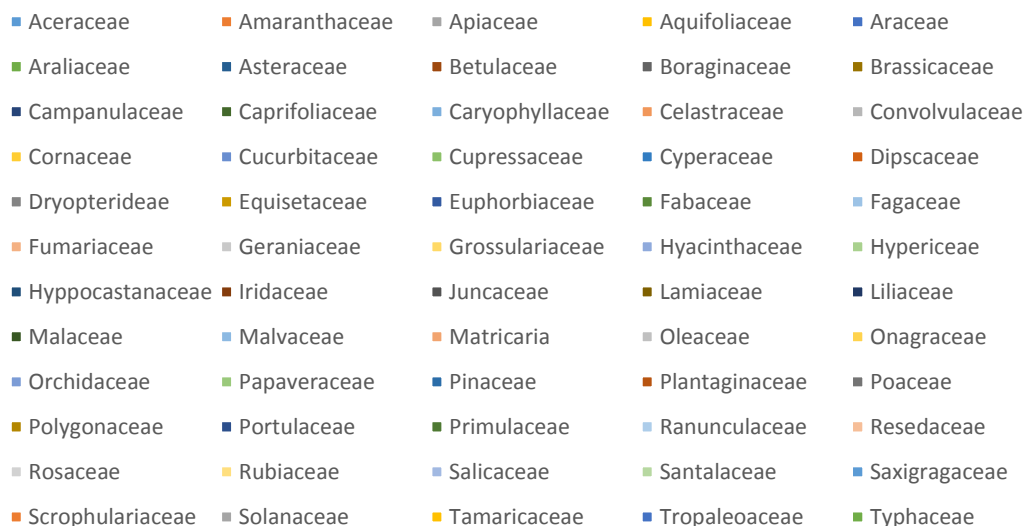 Aceraceae Amaranthaceae Apiaceae Aquifoliaceae Araceae
Araliaceae Asteraceae Betulaceae Boraginaceae Brassicaceae
Campanulaceae Caprifoliaceae Caryophyllaceae Celastraceae Convolvulaceae
Cornaceae Cucurbitaceae Cupressaceae Cyperaceae Dipscaceae
Dryopterideae Equisetaceae Euphorbiaceae Fabaceae Fagaceae
Fumariaceae Geraniaceae Grossulariaceae Hyacinthaceae Hypericeae
Hyppocastanaceae Iridaceae Juncaceae Lamiaceae Liliaceae
Malaceae Malvaceae Matricaria Oleaceae Onagraceae
Orchidaceae Papaveraceae Pinaceae Plantaginaceae Poaceae
Polygonaceae Portulaceae Primulaceae Ranunculaceae Resedaceae
Rosaceae Rubiaceae Salicaceae Santalaceae Saxigragaceae
Scrophulariaceae Solanaceae Tamaricaceae Tropaleoaceae Typhaceae